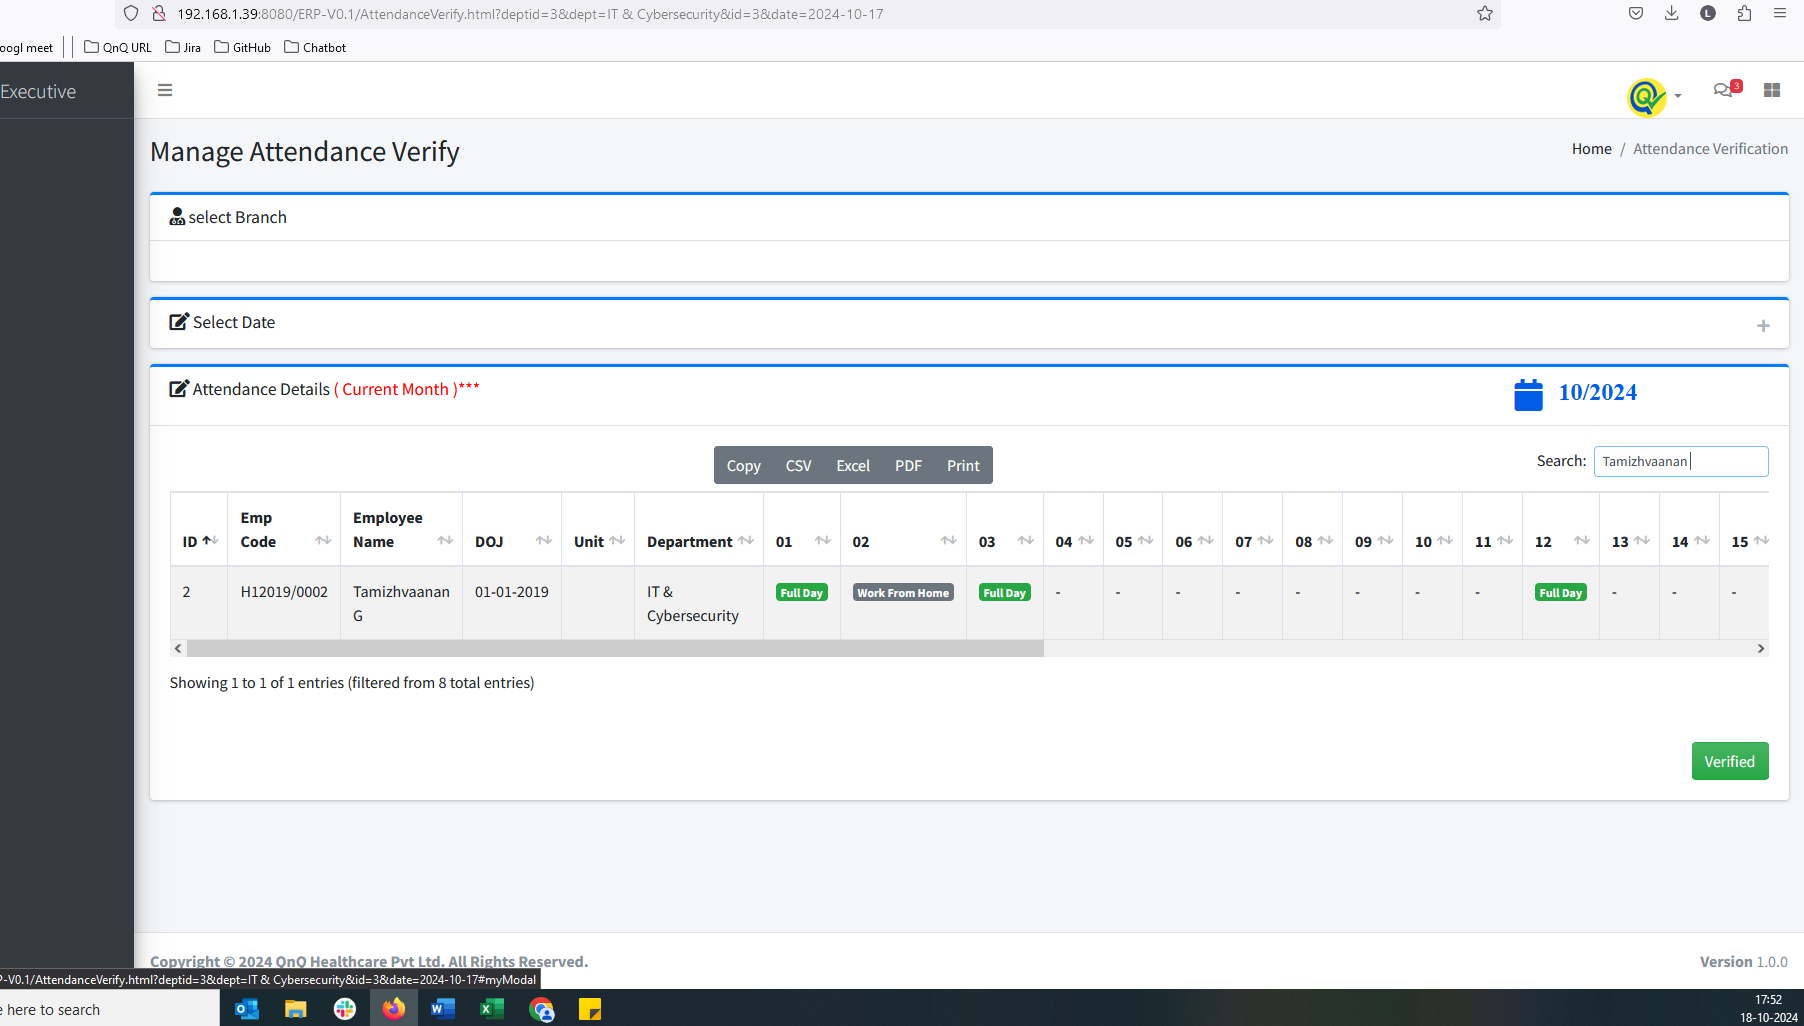 192.168.1.39:8080/ERP-V0.1/AttendanceVerify.html?deptid=3&dept=IT & Cybersecurity&id=3&date=2024-10-17
L
oogl meet QnQ URL Jira GitHub Chatbot
Executive
Q 3
Manage Attendance Verify
Home / Attendance Verification
select Branch
Select Date
+
Attendance Details ( Current Month )***
10/2024
Copy CSV Excel PDF Print
Search: Tamizhvaanan
ID Emp Code Employee Name DOJ Unit Department 01 02 03 04 05 06 07 08 09 10 11 12 13 14 15
2 H12019/0002 Tamizhvaanan 01-01-2019 IT & Full Day Work From Home Full Day - - - - - - - - Full Day - - -
G Cybersecurity
Showing 1 to 1 of 1 entries (filtered from 8 total entries)
Verified
Copyright © 2024 QnQ Healthcare Pvt Ltd. All Rights Reserved.
Version 1.0.0
P-V0.1/AttendanceVerify.html?deptid=3&dept=IT & Cybersecurity&id=3&date=2024-10-17#myModal
e here to search
17:52
18-10-2024